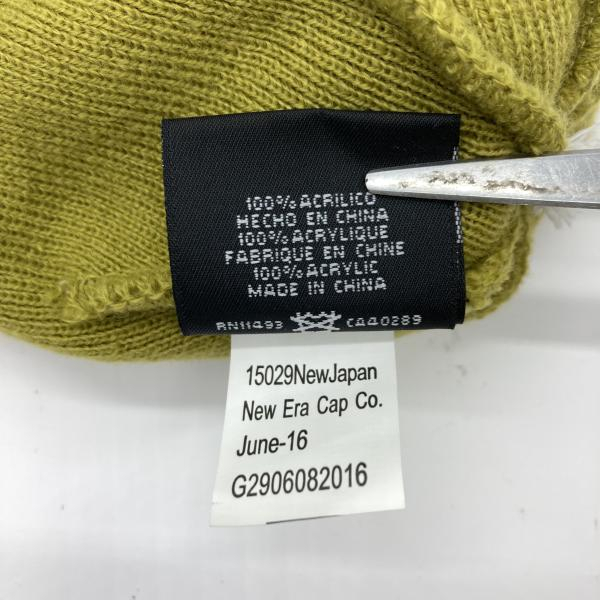 100% ACRILICO
HECHO EN CHINA
100% ACRYLIQUE
FABRIQUE EN CHINE
100% ACRYLIC
MADE IN CHINA
RN11493 CA40289
15029NewJapan
New Era Cap Co.
June-16
G2906082016